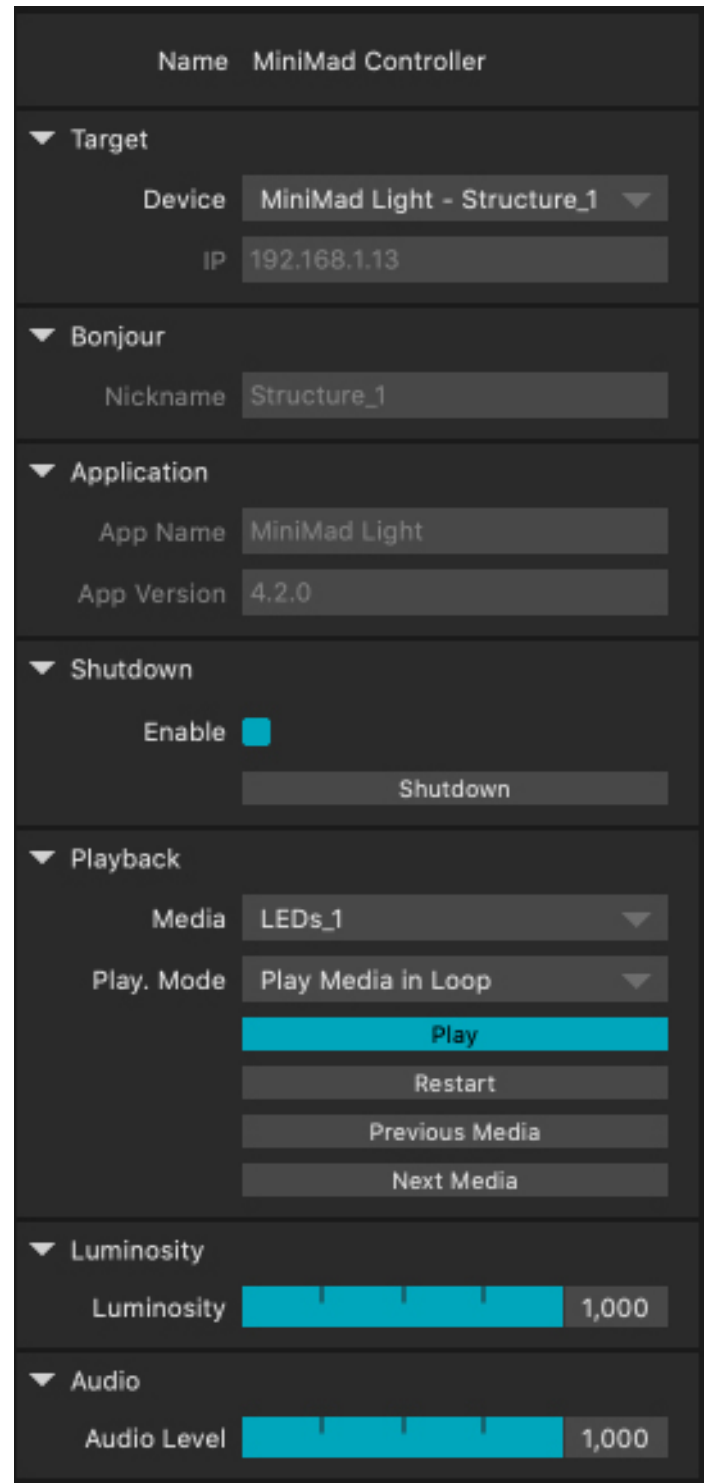 Name MiniMad Controller
Target
Device MiniMad Light - Structure_1
IP 192.168.1.13
Bonjour
Nickname Structure_1
Application
App Name MiniMad Light
App Version 4.2.0
Shutdown
Enable
Shutdown
Playback
Media LEDs_1
Play. Mode Play Media in Loop
Play
Restart
Previous Media
Next Media
Luminosity
Luminosity 1,000
Audio
Audio Level 1,000